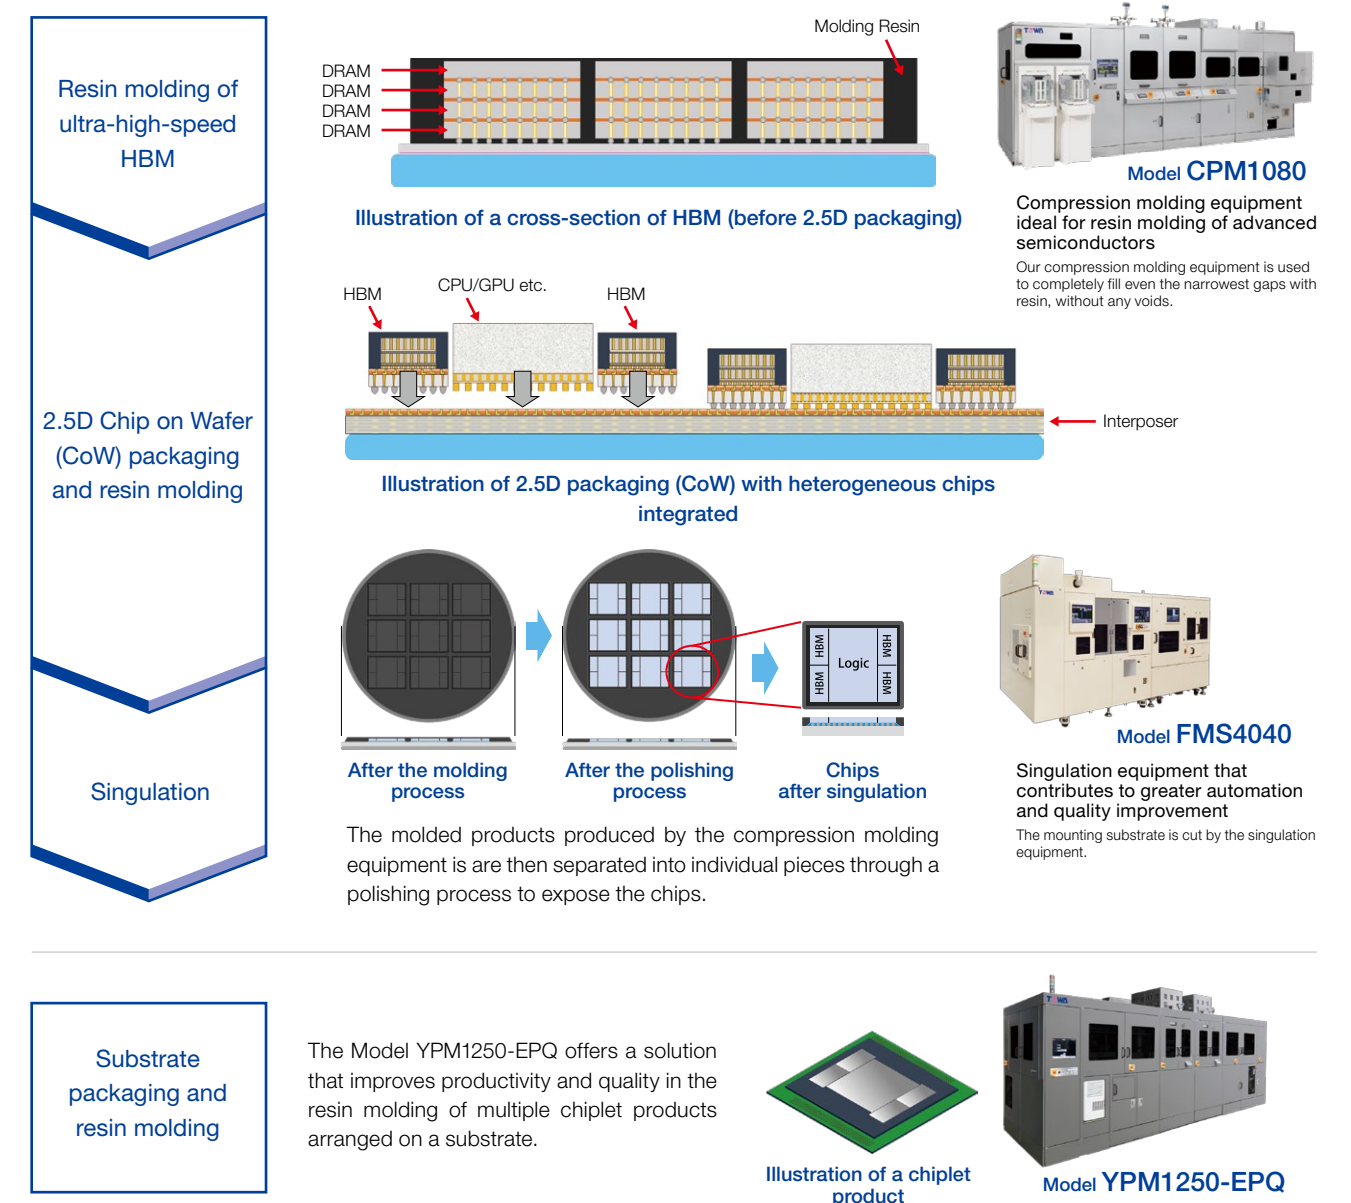 Resin molding of
ultra-high-speed
HBM
Molding Resin
DRAM
DRAM
DRAM
DRAM
Illustration of a cross-section of HBM (before 2.5D packaging)
TOWA
Model CPM1080
Compression molding equipment
ideal for resin molding of advanced
semiconductors
Our compression molding equipment is used
to completely fill even the narrowest gaps with
resin, without any voids.
2.5D Chip on Wafer
(CoW) packaging
and resin molding
HBM
CPU/GPU etc.
HBM
Interposer
Illustration of 2.5D packaging (CoW) with heterogeneous chips
integrated
HBM
HBM
Logic
HBM
HBM
After the molding
process
After the polishing
process
Chips
after singulation
Singulation
The molded products produced by the compression molding
equipment is are then separated into individual pieces through a
polishing process to expose the chips.
TOWA
Model FMS4040
Singulation equipment that
contributes to greater automation
and quality improvement
The mounting substrate is cut by the singulation
equipment.
Substrate
packaging and
resin molding
The Model YPM1250-EPQ offers a solution
that improves productivity and quality in the
resin molding of multiple chiplet products
arranged on a substrate.
Illustration of a chiplet
product
TOWA
Model YPM1250-EPQ